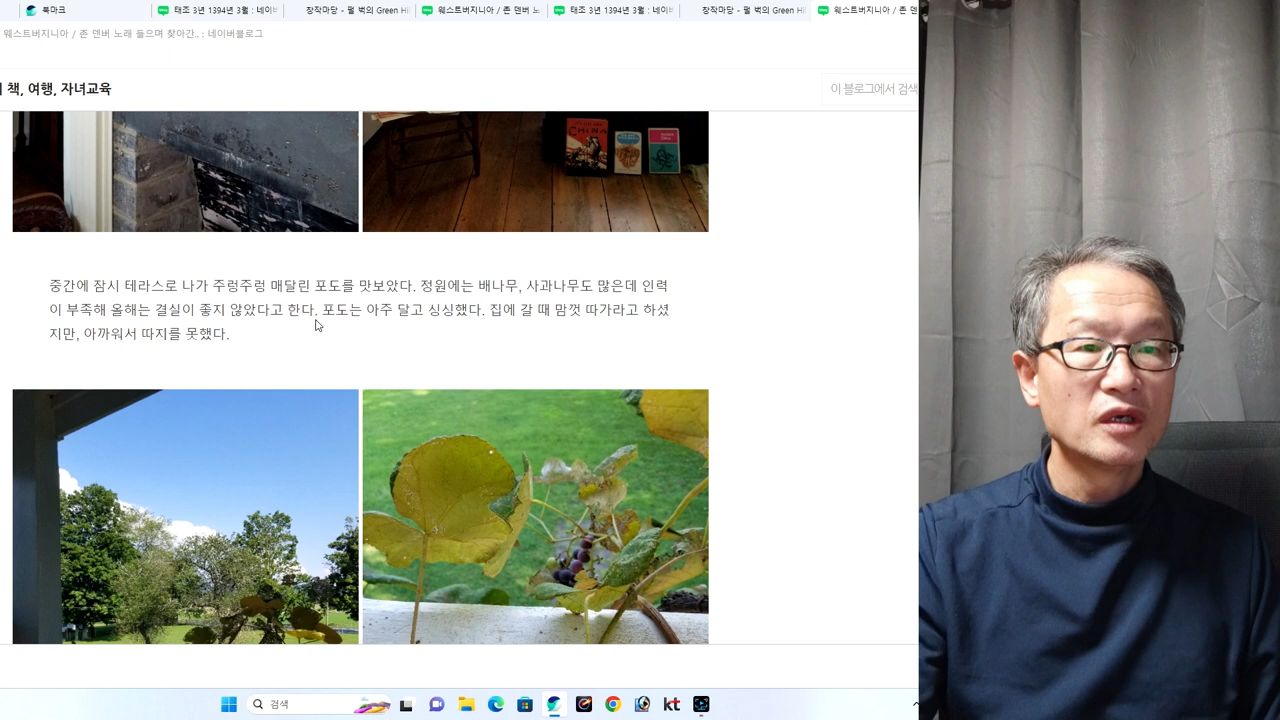 북마크
태조 3년 1394년 3월 : 네이버
창작마당 - 펄 벅의 Green Hi
웨스트버지니아 / 존 덴버 노
태조 3년 1394년 3월 : 네이버
창작마당 - 펄 벅의 Green Hi
웨스트버지니아 / 존 덴
웨스트버지니아 / 존 덴버 노래 들으며 찾아간.. : 네이버블로그
책, 여행, 자녀교육
이 블로그에서 검색
CHINA
중간에 잠시 테라스로 나가 주렁주렁 매달린 포도를 맛보았다. 정원에는 배나무, 사과나무도 많은데 인력
이 부족해 올해는 결실이 좋지 않았다고 한다. 포도는 아주 달고 싱싱했다. 집에 갈 때 맘껏 따가라고 하셨
지만, 아까워서 따지를 못했다.
검색
kt